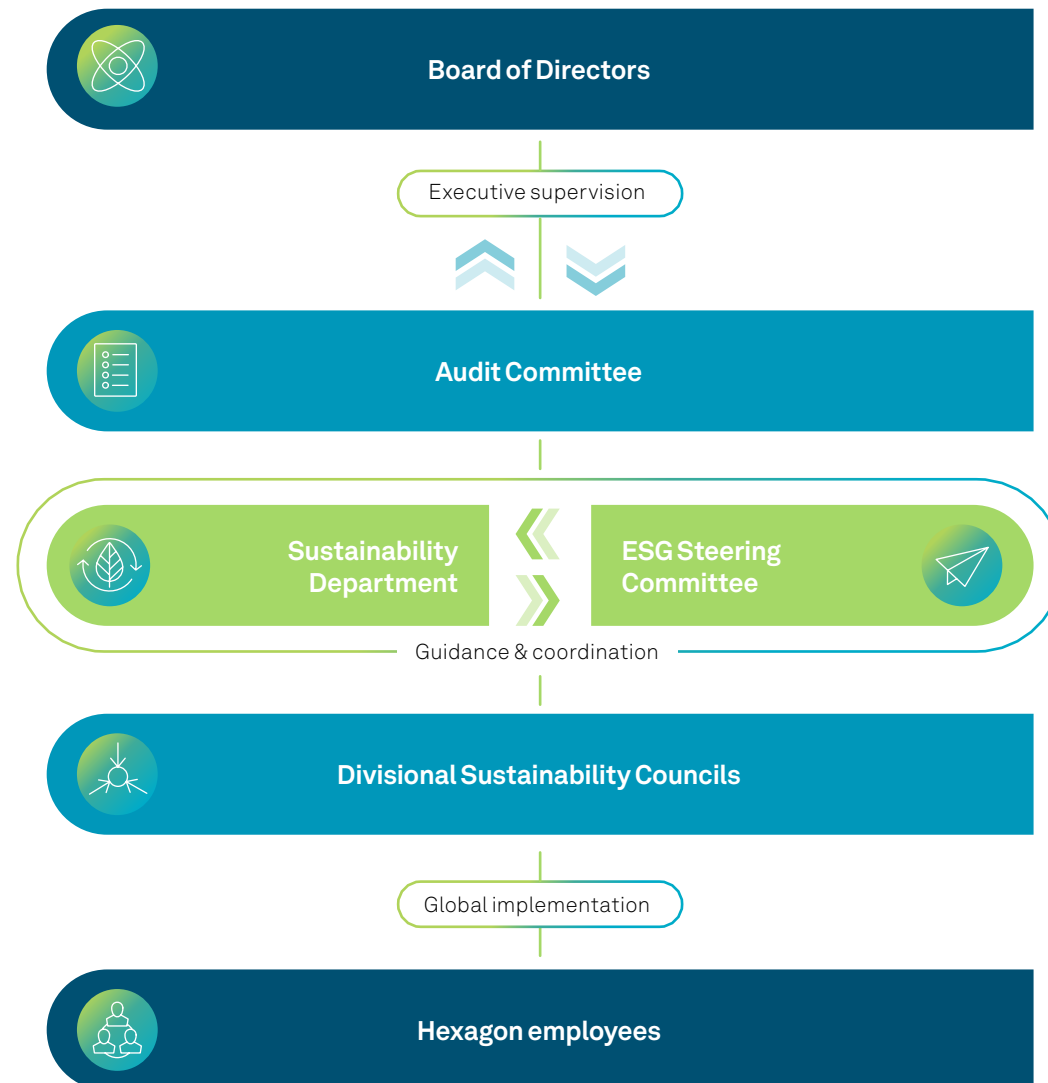 Board of Directors
Executive supervision
Audit Committee
Sustainability
Department
ESG Steering
Committee
Guidance & coordination
Divisional Sustainability Councils
Global implementation
Hexagon employees